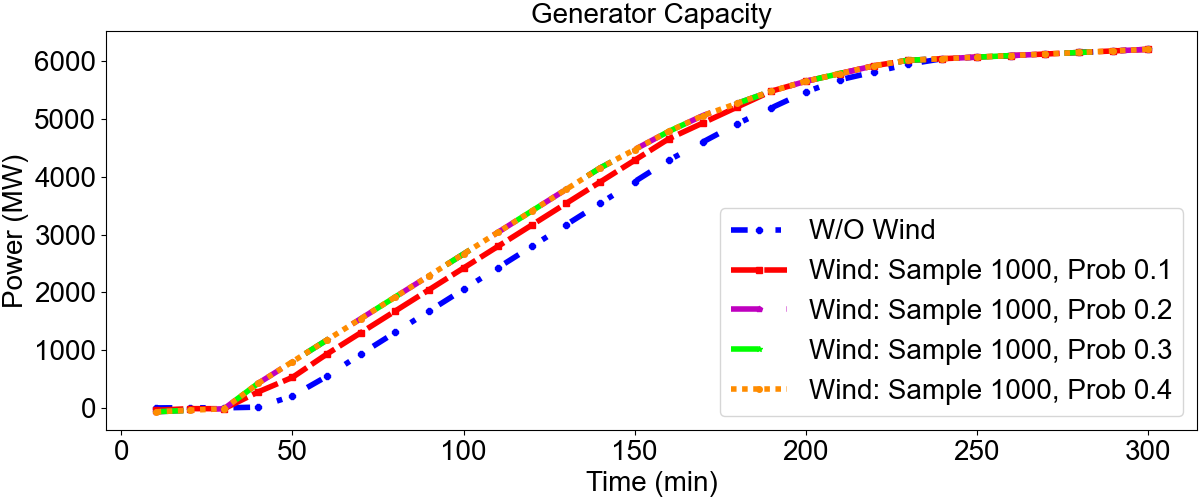 Generator Capacity
Power (MW)
6000
5000
4000
3000
2000
1000
0
0 50 100 150 200 250 300
Time (min)
W/O Wind
Wind: Sample 1000, Prob 0.1
Wind: Sample 1000, Prob 0.2
Wind: Sample 1000, Prob 0.3
Wind: Sample 1000, Prob 0.4